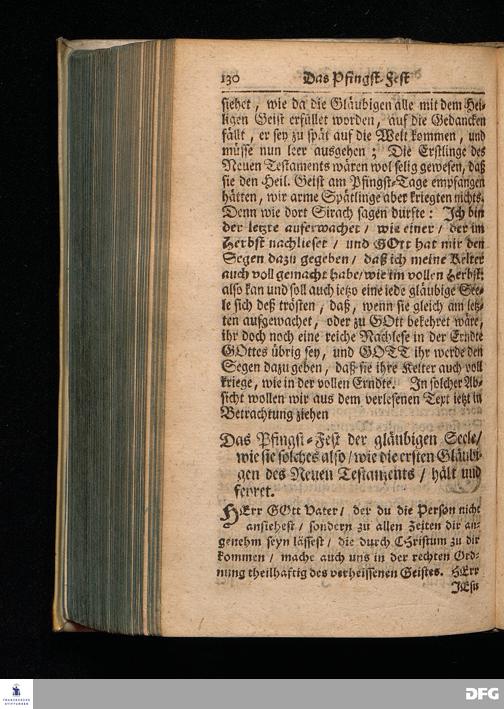 130 Das Pfingst-Fest
siehet, wie da die Gläubigen alle mit dem Hei-
ligen Geist erfüllet worden, auf die Gedancken
fällt, er sey zu spät auf die Welt kommen, und
müsse nun leer ausgehen; Die Erstlinge des
Neuen Testaments wären wol selig gewesen, daß
sie den Heil. Geist am Pfingst-Tage empfangen
hätten, wir arme Spätlinge aber kriegten nichts.
Denn wie dort Sirach sagen durfte: Ich bin
der letzte auferwachet / wie einer / der im
Herbst nachlieset / und GOtt hat mir den
Segen dazu gegeben / daß ich meine Kelter
auch voll gemacht habe / wie im vollen Herbst;
also kan und soll auch ietzo eine iede gläubige See-
le sich deß trösten, daß, wenn sie gleich am letz-
ten aufgewachet, oder zu GOtt bekehret wäre,
ihr doch noch eine reiche Nachlese in der Erndte
GOttes übrig sey, und GOTT ihr werde den
Segen dazu geben, daß sie ihre Kelter auch voll
kriege, wie in der vollen Erndte. In solcher Ab-
sicht wollen wir aus dem verlesenen Text ietzt in
Betrachtung ziehen
Das Pfingst-Fest der gläubigen Seele /
wie sie solches also / wie die ersten Gläubi-
gen des Neuen Testaments / hält und
feyret.
HErr GOtt Vater / der du die Person nicht
ansiehest / sondern zu allen Zeiten dir an-
genehm seyn lässest / die durch CHristum zu dir
kommen / mache auch uns in der rechten Ord-
nung theilhaftig des verheissenen Geistes. HErr
JEsu
FRANCKESCHE
STIFTUNGEN
DFG